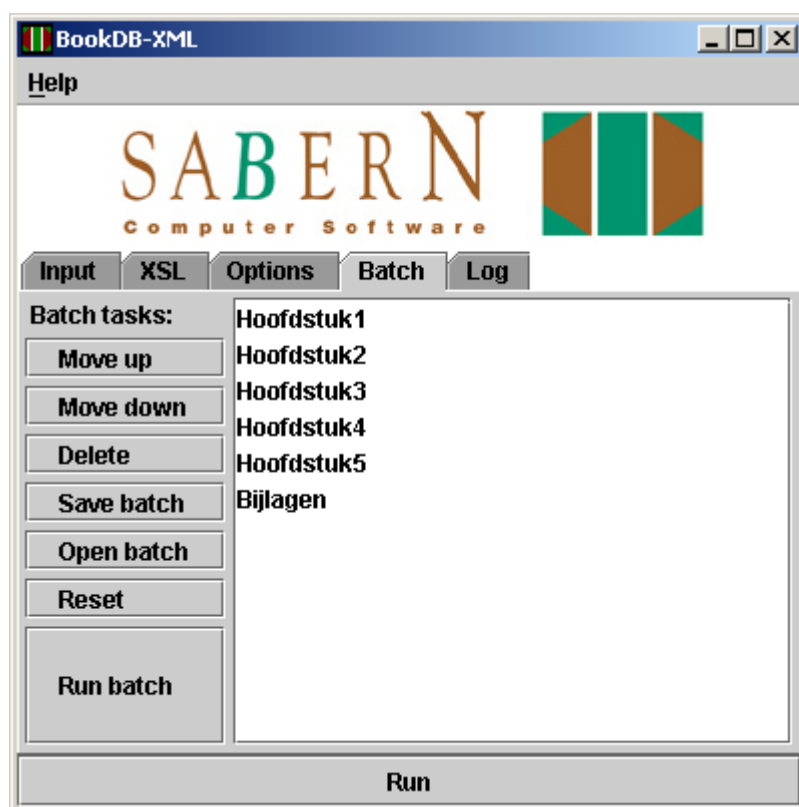 BookDB-XML
Help
SABERN
Computer Software
Input XSL Options Batch Log
Batch tasks:
Move up
Move down
Delete
Save batch
Open batch
Reset
Run batch
Hoofdstuk1
Hoofdstuk2
Hoofdstuk3
Hoofdstuk4
Hoofdstuk5
Bijlagen
Run